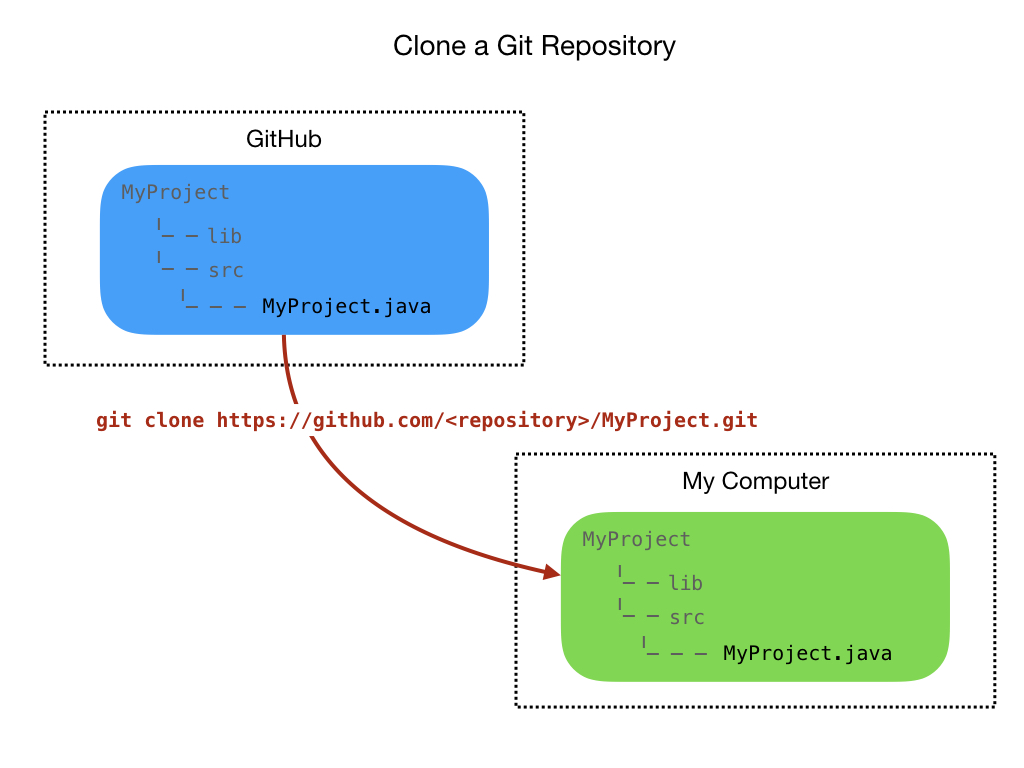 Clone a Git Repository
GitHub
MyProject
lib
src
MyProject.java
git clone https://github.com/<repository>/MyProject.git
My Computer
MyProject
lib
src
MyProject.java